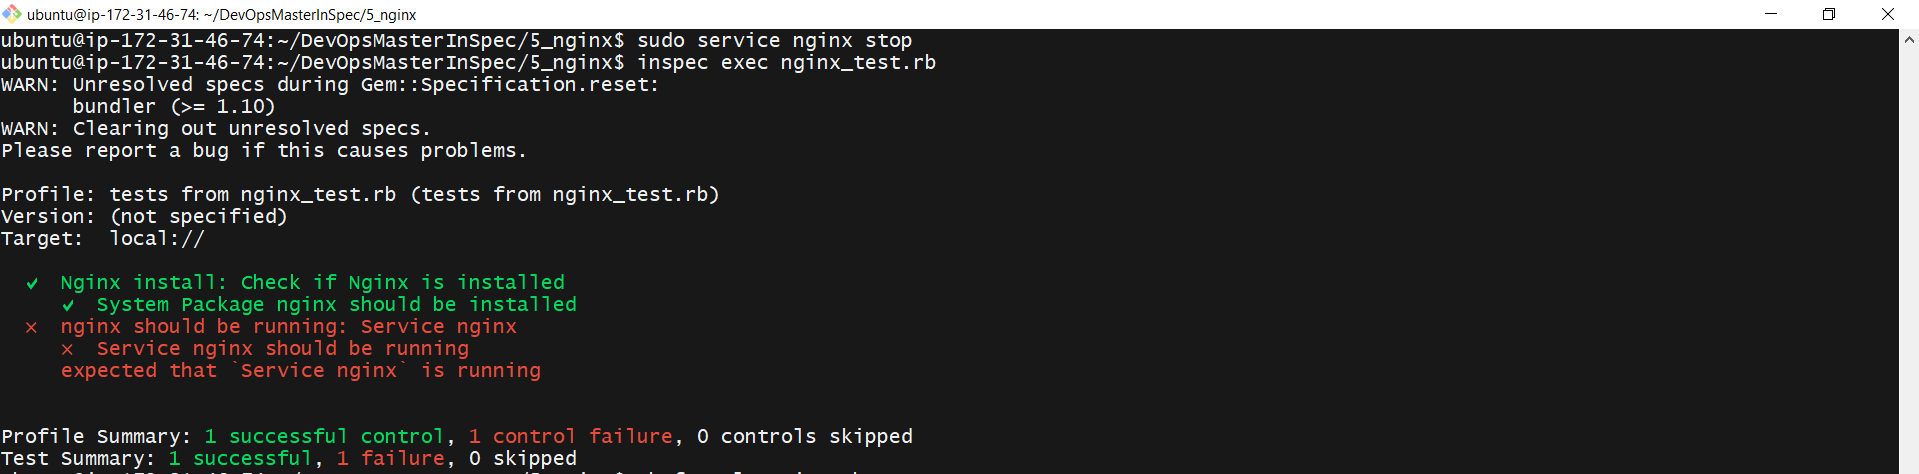 ubuntu@ip-172-31-46-74: ~/DevOpsMasterInSpec/5_nginx
ubuntu@ip-172-31-46-74:~/DevOpsMasterInSpec/5_nginx$ sudo service nginx stop
ubuntu@ip-172-31-46-74:~/DevOpsMasterInSpec/5_nginx$ inspec exec nginx_test.rb
WARN: Unresolved specs during Gem::Specification.reset:
      bundler (>= 1.10)
WARN: Clearing out unresolved specs.
Please report a bug if this causes problems.
Profile: tests from nginx_test.rb (tests from nginx_test.rb)
Version: (not specified)
Target:  local://
  ✔  Nginx install: Check if Nginx is installed
     ✔  System Package nginx should be installed
  ×  nginx should be running: Service nginx
     ×  Service nginx should be running
     expected that `Service nginx` is running
Profile Summary: 1 successful control, 1 control failure, 0 controls skipped
Test Summary: 1 successful, 1 failure, 0 skipped